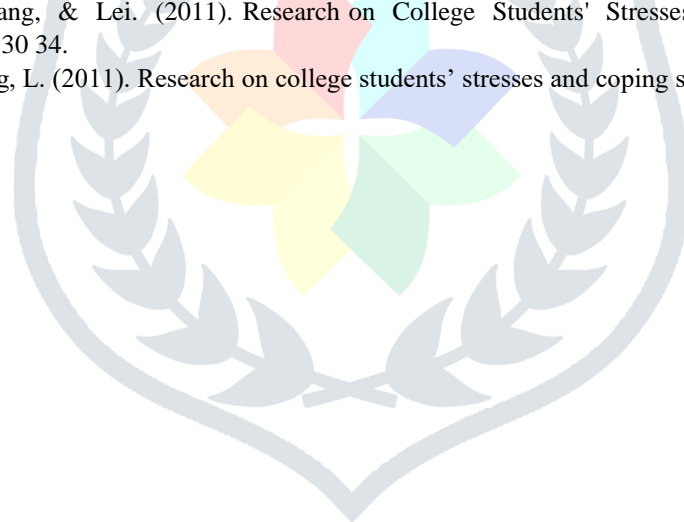 ang, & Lei. (2011). Research on College Students' Stresses
30 34.
g, L. (2011). Research on college students’ stresses and coping s